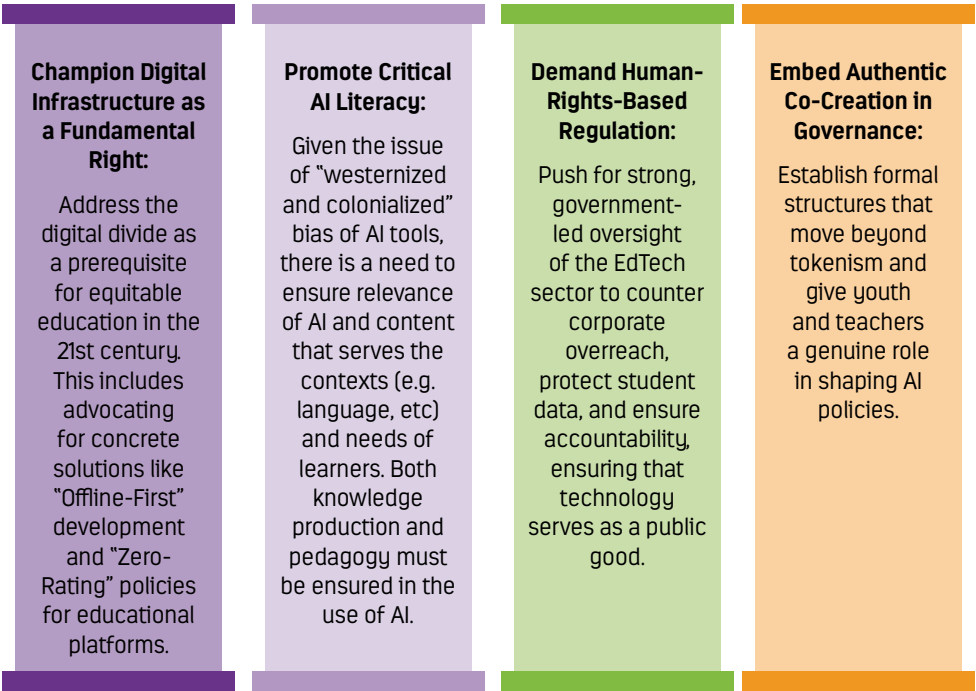 Champion Digital
Infrastructure as
a Fundamental
Right:
Address the
digital divide as
a prerequisite
for equitable
education in the
21st century.
This includes
advocating
for concrete
solutions like
“Offline-First”
development
and “Zero-
Rating” policies
for educational
platforms.
Promote Critical
AI Literacy:
Given the issue
of “westernized
and colonialized”
bias of AI tools,
there is a need to
ensure relevance
of AI and content
that serves the
contexts (e.g.
language, etc)
and needs of
learners. Both
knowledge
production and
pedagogy must
be ensured in the
use of AI.
Demand Human-
Rights-Based
Regulation:
Push for strong,
government-
led oversight
of the EdTech
sector to counter
corporate
overreach,
protect student
data, and ensure
accountability,
ensuring that
technology
serves as a public
good.
Embed Authentic
Co-Creation in
Governance:
Establish formal
structures that
move beyond
tokenism and
give youth
and teachers
a genuine role
in shaping AI
policies.